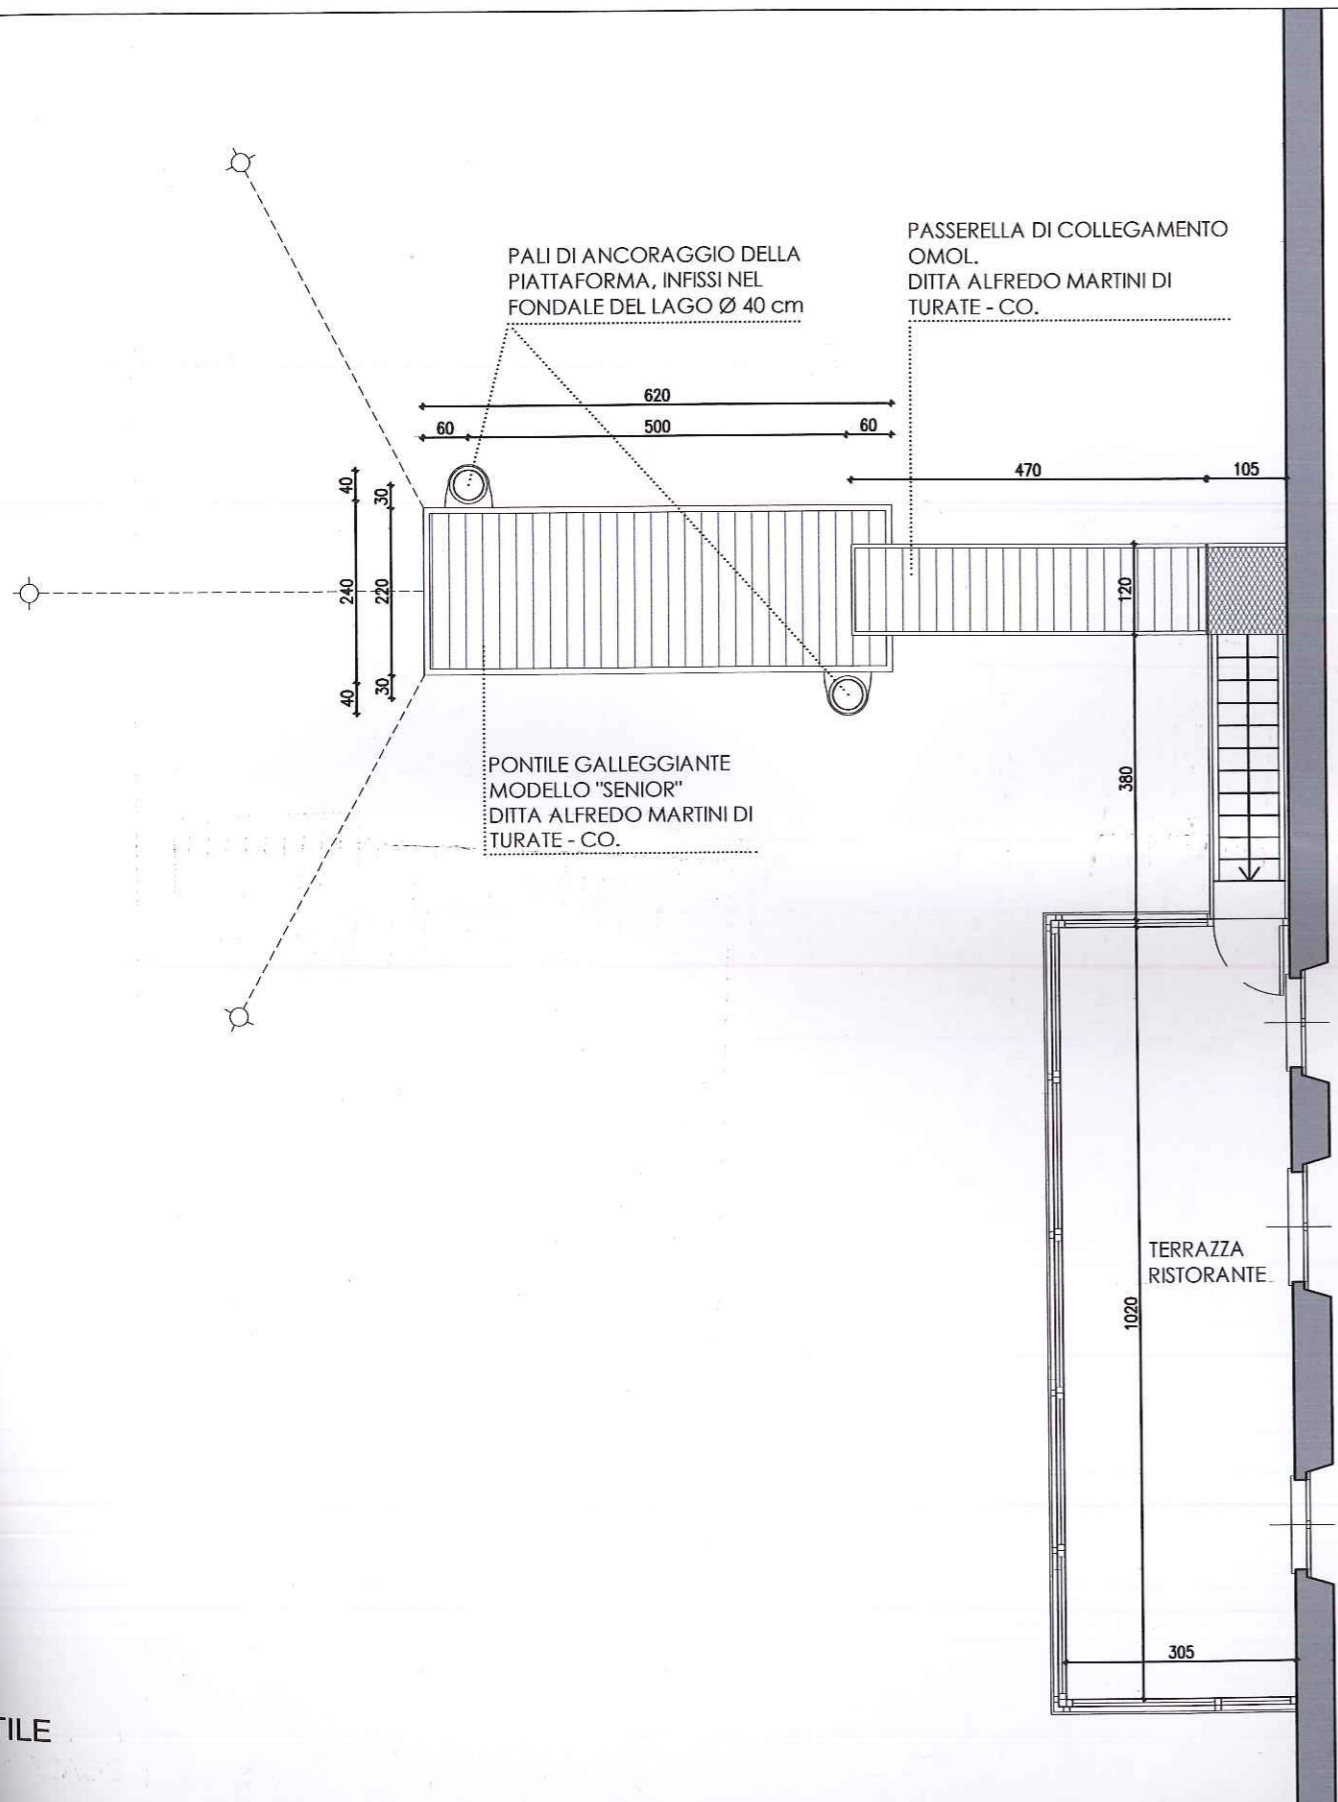 PALI DI ANCORAGGIO DELLA
PIATTAFORMA, INFISSI NEL
FONDALE DEL LAGO Ø 40 cm
PASSERELLA DI COLLEGAMENTO
OMOL.
DITTA ALFREDO MARTINI DI
TURATE - CO.
620
60
500
60
470
105
40
30
240
220
120
40
30
PONTILE GALLEGGIANTE
MODELLO "SENIOR"
DITTA ALFREDO MARTINI DI
TURATE - CO.
380
TERRAZZA
RISTORANTE
1020
305
TILE